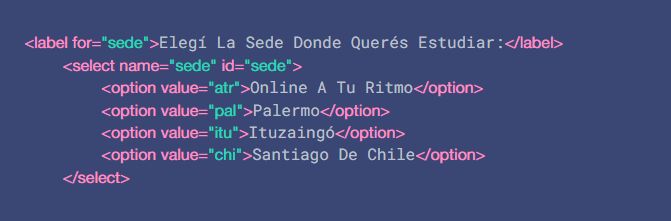 <label for="sede">Elegí La Sede Donde Querés Estudiar:</label>
<select name="sede" id="sede">
<option value="atr">Online A Tu Ritmo</option>
<option value="pal">Palermo</option>
<option value="itu">Ituzaingó</option>
<option value="chi">Santiago De Chile</option>
</select>